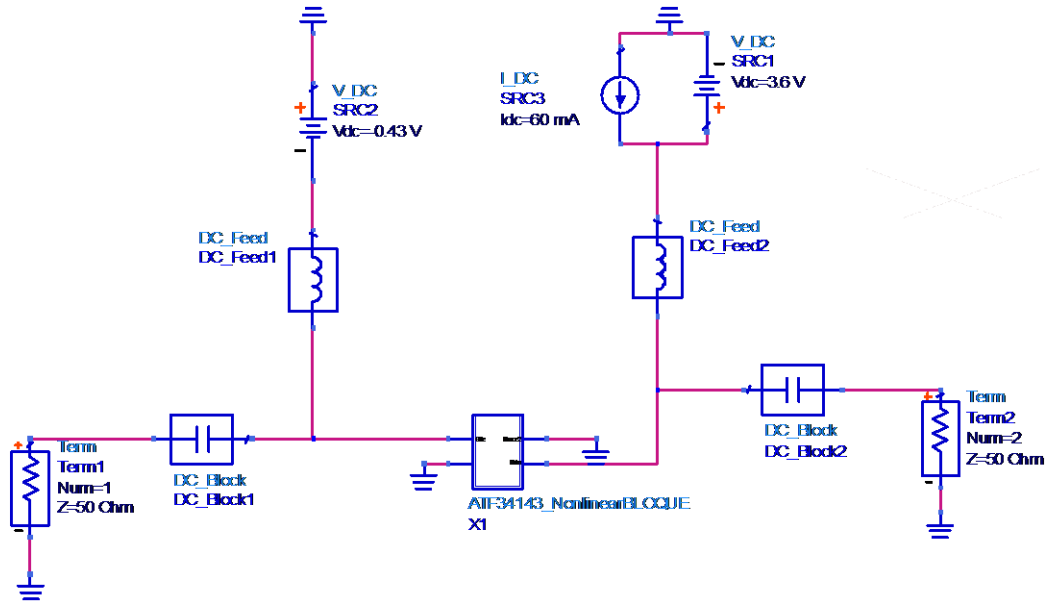 V_DC
SRC2
Vdc=-0.43 V
I_DC
SRC3
Idc=60 mA
V_DC
SRC1
Vdc=3.6 V
DC_Feed
DC_Feed1
DC_Feed
DC_Feed2
Term
Term1
Num=1
Z=50 Ohm
DC_Block
DC_Block1
ATF34143_NonlinearBLOQUE
X1
DC_Block
DC_Block2
Term
Term2
Num=2
Z=50 Ohm